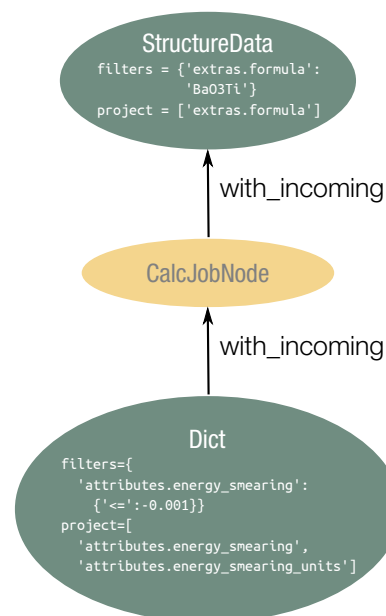 StructureData
filters = {'extras.formula':
'BaO3Ti'}
project = ['extras.formula']
with_incoming
CalcJobNode
with_incoming
Dict
filters={
'attributes.energy_smearing':
{'<=':-0.001}}
project=[
'attributes.energy_smearing',
'attributes.energy_smearing_units']